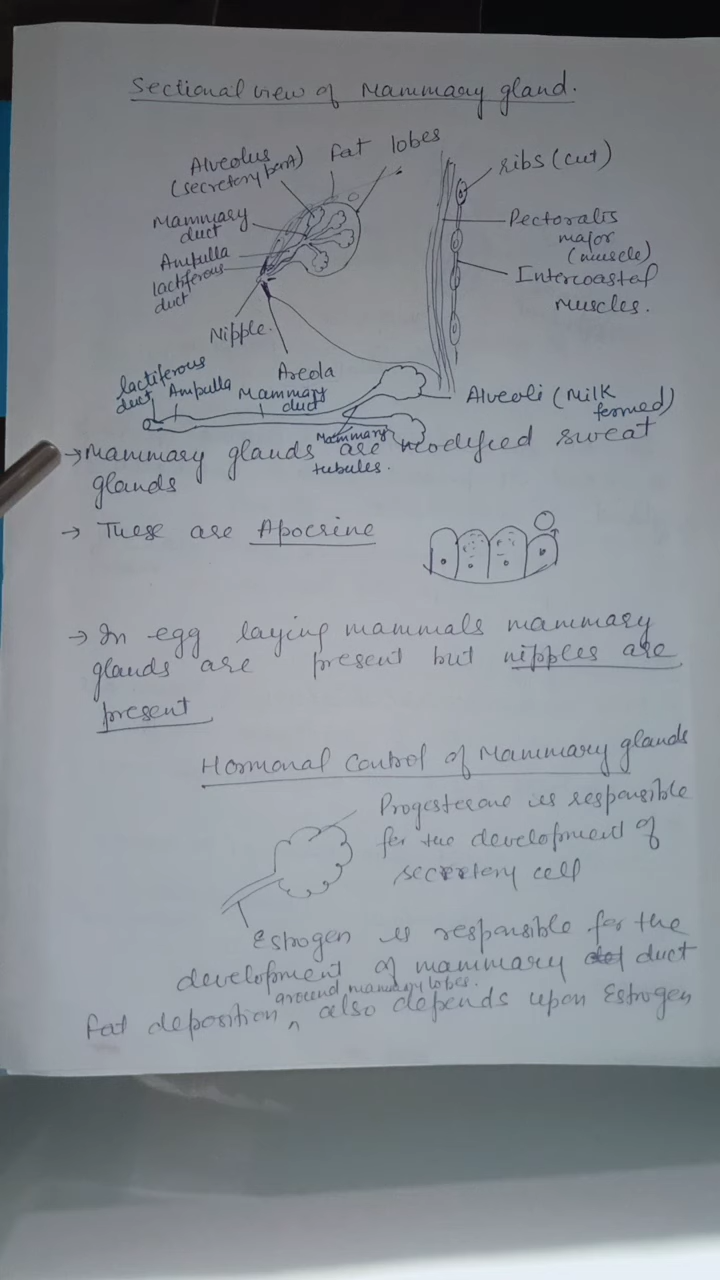 Sectional view of Mammary gland.
Alveolus
(secretory part)
Fat
lobes
Mammary
duct
Ampulla
lactiferous
duct
Nipple.
Areola
ribs (cut)
Pectoralis
major
(muscle)
Intercoastal
Muscles.
lactiferous
duct
Ampulla
Mammary
duct
Mammary
tubules.
Alveoli (Milk
formed)
→ Mammary glands are modified sweat
glands
→ These are Apocrine
→ In egg laying mammals mammary
glands are present but nipples are
present
Hormonal Control of Mammary glands
Progesterone is responsible
for the development of
secretory cell
Estrogen is responsible for the
development of mammary duct
around mammary lobes.
Fat deposition ^ also depends upon Estrogen